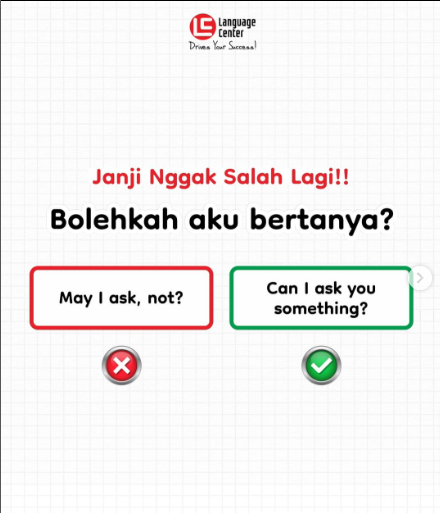 LC Language
Center
Drives Your Success!
Janji Nggak Salah Lagi!!
Bolehkah aku bertanya?
May I ask, not?
Can I ask you
something?